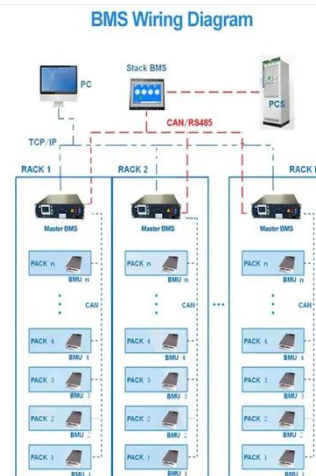 BMS Wiring Diagram
PC
Stack BMS
PCS
CAN/RS485
TCP/IP
RACK 1
RACK 2
RACK
Master BMS
Master BMS
Master BMS
PACK n
BMU n
PACK n
BMU n
PACK n
BMU n
CAN
CAN
CAN
PACK 4
BMU 4
PACK 4
BMU 4
PACK 4
BMU 4
PACK 3
BMU 3
PACK 3
BMU 3
PACK 3
BMU 3
PACK 2
BMU 2
PACK 2
BMU 2
PACK 2
BMU 2
PACK 1
BMU
PACK 1
BMU
PACK 1
BMU